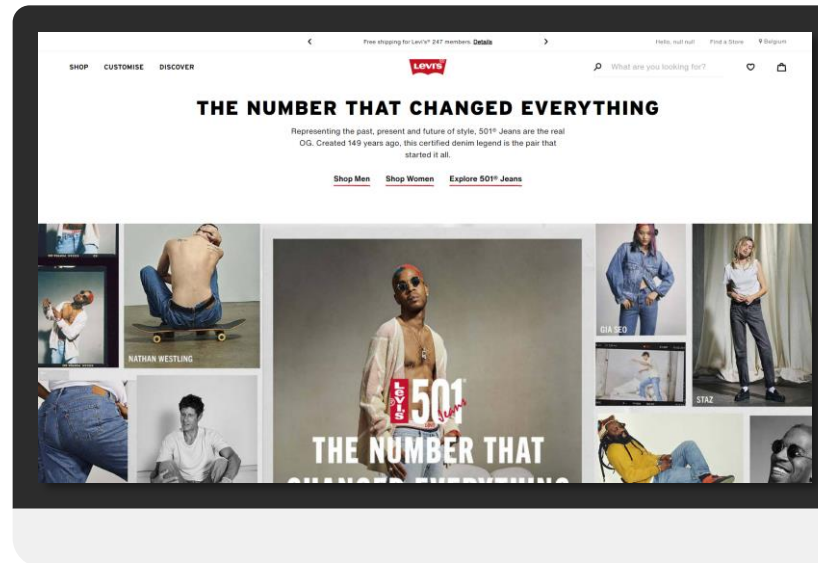 Free shipping for Levi's® 247 members. Details
Hello, null null
Find a Store
Belgium
SHOP
CUSTOMISE
DISCOVER
Levi's
What are you looking for?
THE NUMBER THAT CHANGED EVERYTHING
Representing the past, present and future of style, 501® Jeans are the real
OG. Created 149 years ago, this certified denim legend is the pair that
started it all.
Shop Men
Shop Women
Explore 501® Jeans
NATHAN WESTLING
GIA SEO
STAZ
Levi's
501®
Jeans
THE NUMBER THAT
CHANGED EVERYTHING